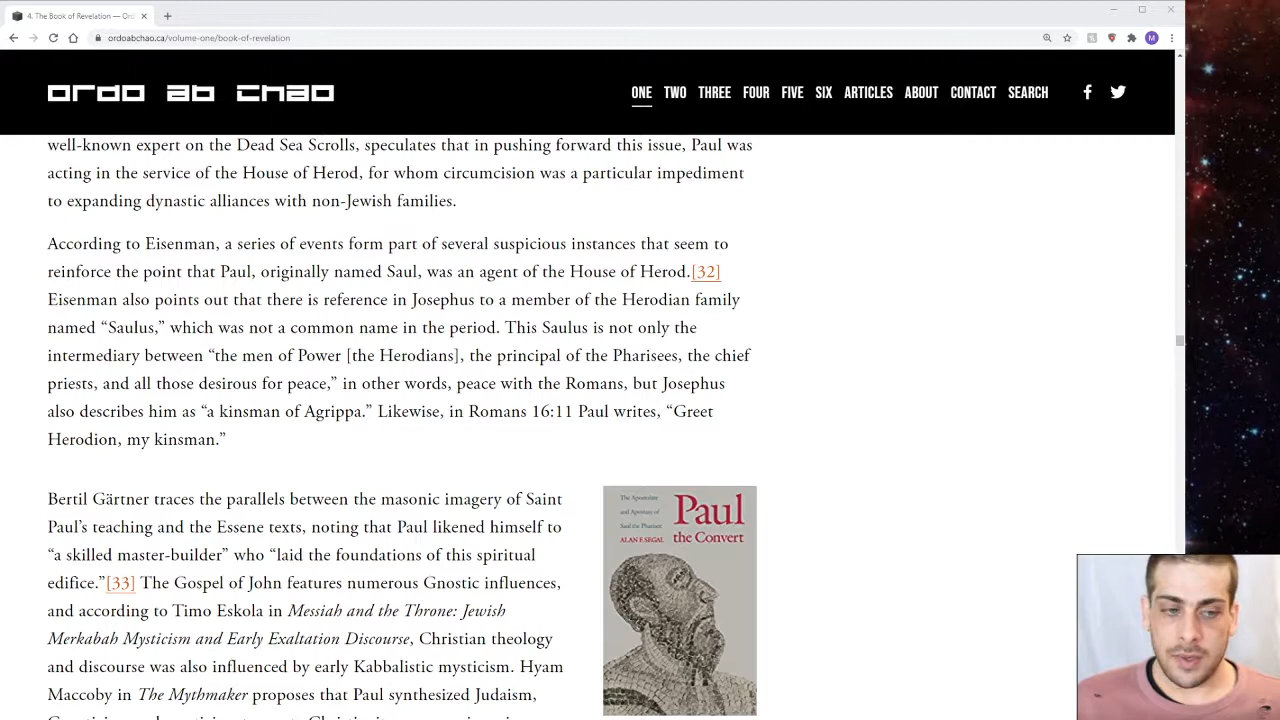 4. The Book of Revelation — Ord
ordoabchao.ca/volume-one/book-of-revelation
M
ordo ab chao
ONE TWO THREE FOUR FIVE SIX ARTICLES ABOUT CONTACT SEARCH
well-known expert on the Dead Sea Scrolls, speculates that in pushing forward this issue, Paul was
acting in the service of the House of Herod, for whom circumcision was a particular impediment
to expanding dynastic alliances with non-Jewish families.
According to Eisenman, a series of events form part of several suspicious instances that seem to
reinforce the point that Paul, originally named Saul, was an agent of the House of Herod.[32]
Eisenman also points out that there is reference in Josephus to a member of the Herodian family
named “Saulus,” which was not a common name in the period. This Saulus is not only the
intermediary between “the men of Power [the Herodians], the principal of the Pharisees, the chief
priests, and all those desirous for peace,” in other words, peace with the Romans, but Josephus
also describes him as “a kinsman of Agrippa.” Likewise, in Romans 16:11 Paul writes, “Greet
Herodion, my kinsman.”
Bertil Gärtner traces the parallels between the masonic imagery of Saint
Paul’s teaching and the Essene texts, noting that Paul likened himself to
“a skilled master-builder” who “laid the foundations of this spiritual
edifice.”[33] The Gospel of John features numerous Gnostic influences,
and according to Timo Eskola in Messiah and the Throne: Jewish
Merkabah Mysticism and Early Exaltation Discourse, Christian theology
and discourse was also influenced by early Kabbalistic mysticism. Hyam
Maccoby in The Mythmaker proposes that Paul synthesized Judaism,
The Apostolate
and Apostasy of
Saul the Pharisee
ALAN F. SEGAL
Paul
the Convert